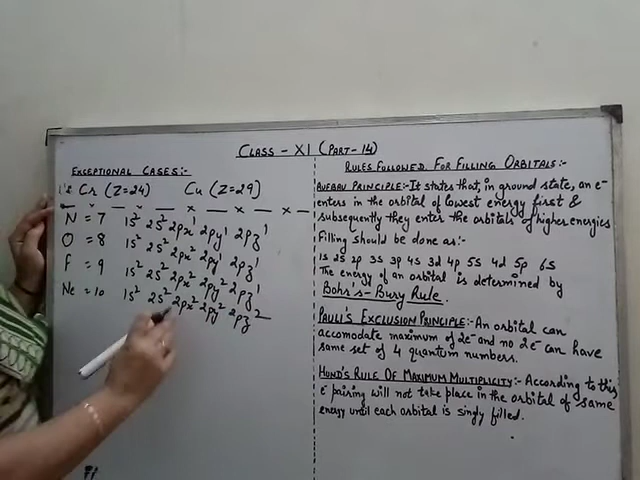 CLASS - XI (PART-14)
EXCEPTIONAL CASES:-
i.e Cr (Z=24) Cu (Z=29)
N = 7 1s² 2s² 2px¹ 2py¹ 2pz¹
O = 8 1s² 2s² 2px² 2py¹ 2pz¹
F = 9 1s² 2s² 2px² 2py² 2pz¹
Ne = 10 1s² 2s² 2px² 2py² 2pz²
RULES FOLLOWED FOR FILLING ORBITALS:-
AUFBAU PRINCIPLE:- It states that, in ground state, an e-
enters in the orbital of lowest energy first &
subsequently they enter the orbitals of higher energies
Filling should be done as:-
1s 2s 2p 3s 3p 4s 3d 4p 5s 4d 5p 6s
The energy of an orbital is determined by
Bohr's-Bury Rule.
PAULI'S EXCLUSION PRINCIPLE:- An orbital can
accomodate maximum of 2e- and no 2e- can have
same set of 4 quantum numbers.
HUND'S RULE OF MAXIMUM MULTIPLICITY:- According to this
e- pairing will not take place in the orbital of same
energy until each orbital is singly filled.